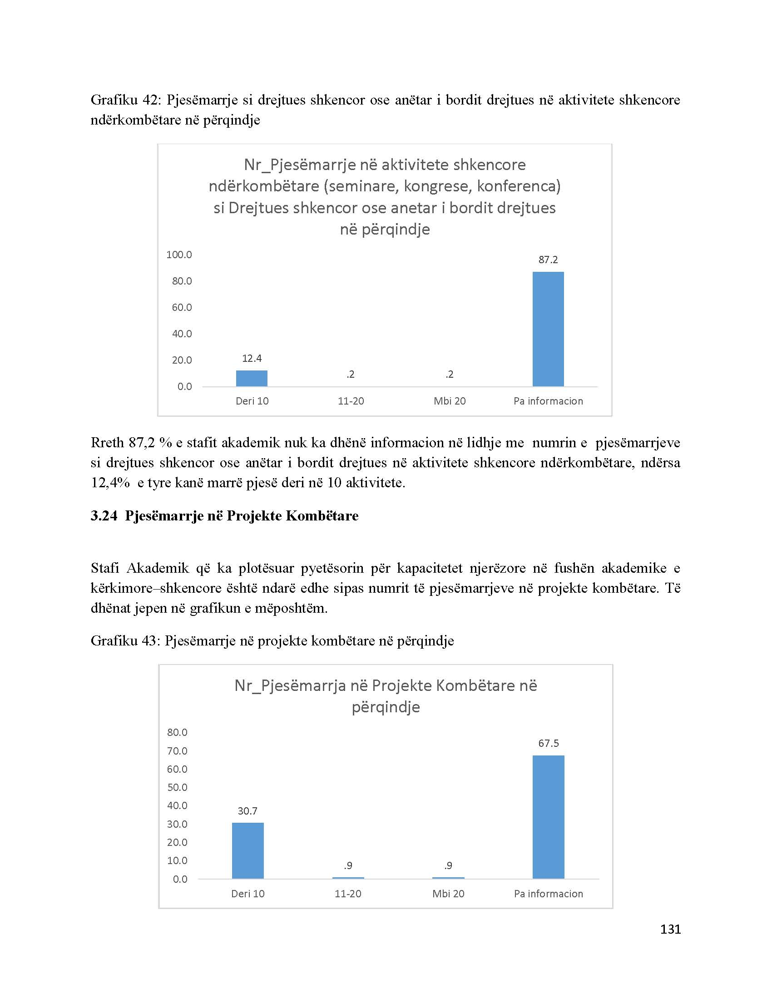 Grafiku 42: Pjesëmarrje si drejtues shkencor ose anëtar i bordit drejtues në aktivitete shkencore
ndërkombëtare në përqindje
Nr_Pjesëmarrje në aktivitete shkencore
ndërkombëtare (seminare, kongrese, konferenca)
si Drejtues shkencor ose anetar i bordit drejtues
në përqindje
100.0
80.0
60.0
40.0
20.0
0.0
12.4
.2
.2
87.2
Deri 10
11-20
Mbi 20
Pa informacion
Rreth 87,2 % e stafit akademik nuk ka dhënë informacion në lidhje me  numrin e  pjesëmarrjeve
si drejtues shkencor ose anëtar i bordit drejtues në aktivitete shkencore ndërkombëtare, ndërsa
12,4%  e tyre kanë marrë pjesë deri në 10 aktivitete.
3.24  Pjesëmarrje në Projekte Kombëtare
Stafi Akademik që ka plotësuar pyetësorin për kapacitetet njerëzore në fushën akademike e
kërkimore–shkencore është ndarë edhe sipas numrit të pjesëmarrjeve në projekte kombëtare. Të
dhënat jepen në grafikun e mëposhtëm.
Grafiku 43: Pjesëmarrje në projekte kombëtare në përqindje
Nr_Pjesëmarrja në Projekte Kombëtare në
përqindje
80.0
70.0
60.0
50.0
40.0
30.0
20.0
10.0
0.0
30.7
.9
.9
67.5
Deri 10
11-20
Mbi 20
Pa informacion
131